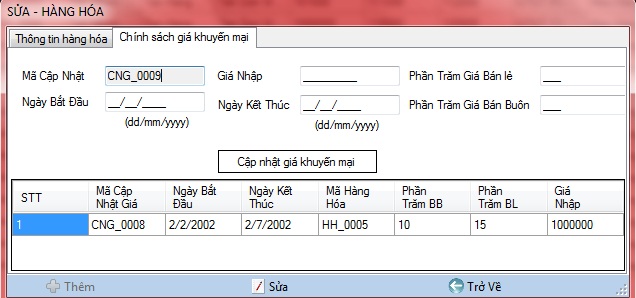 SỬA - HÀNG HÓA
Thông tin hàng hóa Chính sách giá khuyến mại
Mã Cập Nhật CNG_0009 Giá Nhập _________ Phần Trăm Giá Bán lẻ ___
Ngày Bắt Đầu __/__/____ Ngày Kết Thúc __/__/____ Phần Trăm Giá Bán Buôn ___
(dd/mm/yyyy) (dd/mm/yyyy)
Cập nhật giá khuyến mại
STT Mã Cập Nhật Giá Ngày Bắt Đầu Ngày Kết Thúc Mã Hàng Hóa Phần Trăm BB Phần Trăm BL Giá Nhập
1 CNG_0008 2/2/2002 2/7/2002 HH_0005 10 15 1000000
Thêm Sửa Trở Về